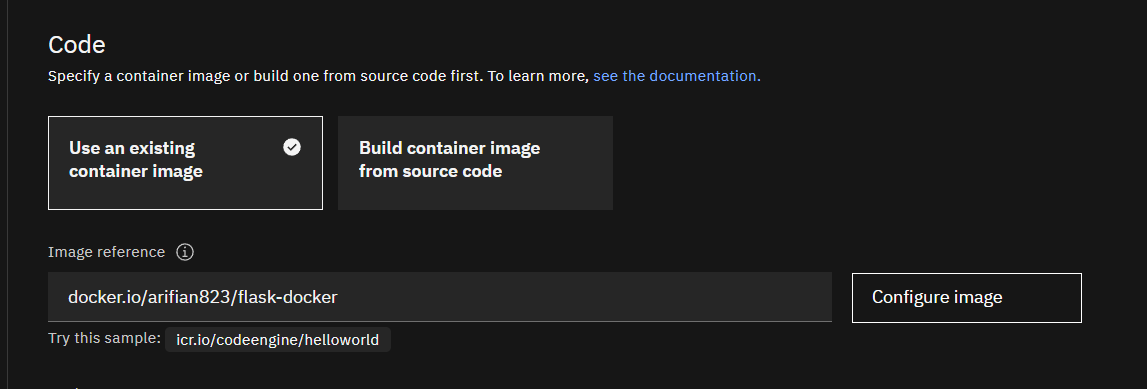 Code
Specify a container image or build one from source code first. To learn more, see the documentation.
Use an existing
container image
Build container image
from source code
Image reference
docker.io/arifian823/flask-docker
Configure image
Try this sample: icr.io/codeengine/helloworld